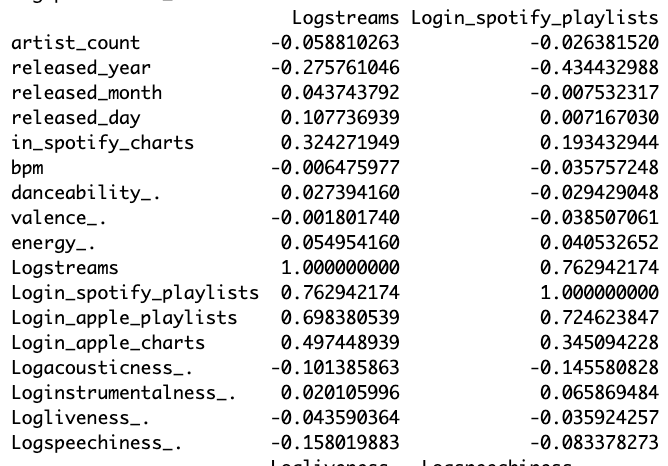 Logstreams Login_spotify_playlists
artist_count -0.058810263 -0.026381520
released_year -0.275761046 -0.434432988
released_month 0.043743792 -0.007532317
released_day 0.107736939 0.007167030
in_spotify_charts 0.324271949 0.193432944
bpm -0.006475977 -0.035757248
danceability_. 0.027394160 -0.029429048
valence_. -0.001801740 -0.038507061
energy_. 0.054954160 0.040532652
Logstreams 1.000000000 0.762942174
Login_spotify_playlists 0.762942174 1.000000000
Login_apple_playlists 0.698380539 0.724623847
Login_apple_charts 0.497448939 0.345094228
Logacousticness_. -0.101385863 -0.145580828
Loginstrumentalness_. 0.020105996 0.065869484
Logliveness_. -0.043590364 -0.035924257
Logspeechiness_. -0.158019883 -0.083378273